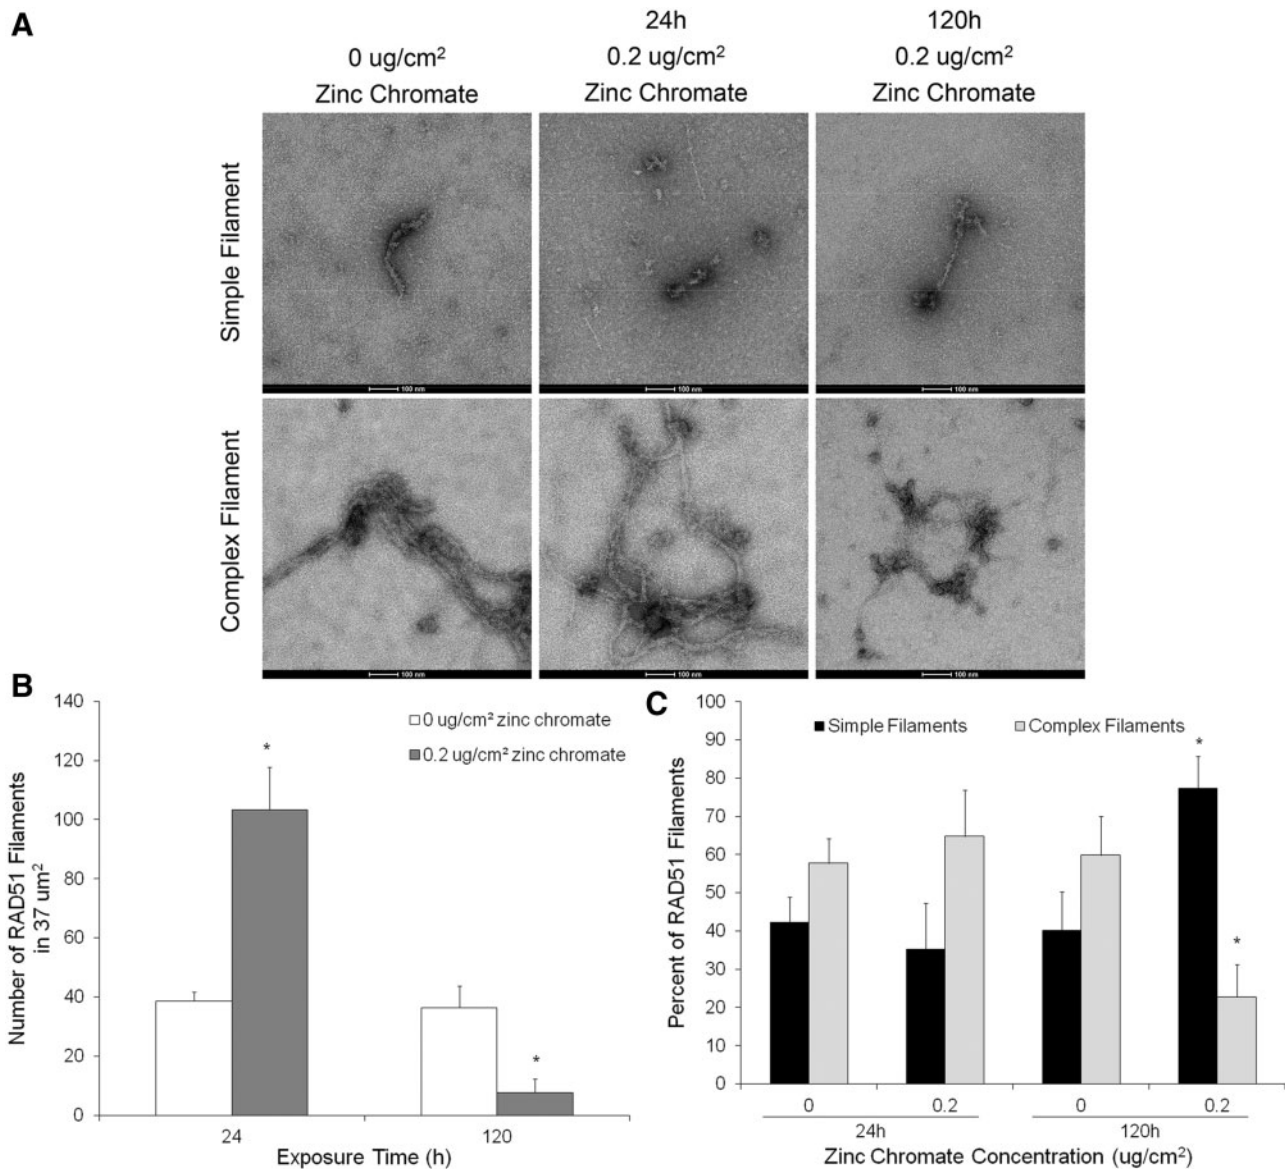 A
24h
120h
0 ug/cm²
0.2 ug/cm²
0.2 ug/cm²
Zinc Chromate
Zinc Chromate
Zinc Chromate
Simple Filament
100 nm
100 nm
100 nm
Complex Filament
100 nm
100 nm
100 nm
B
140
120
100
80
60
40
20
0
Number of RAD51 Filaments
in 37 um²
0 ug/cm² zinc chromate
0.2 ug/cm² zinc chromate
*
*
24
120
Exposure Time (h)
C
100
90
80
70
60
50
40
30
20
10
0
Percent of RAD51 Filaments
Simple Filaments
Complex Filaments
*
*
0
0.2
0
0.2
24h
120h
Zinc Chromate Concentration (ug/cm²)